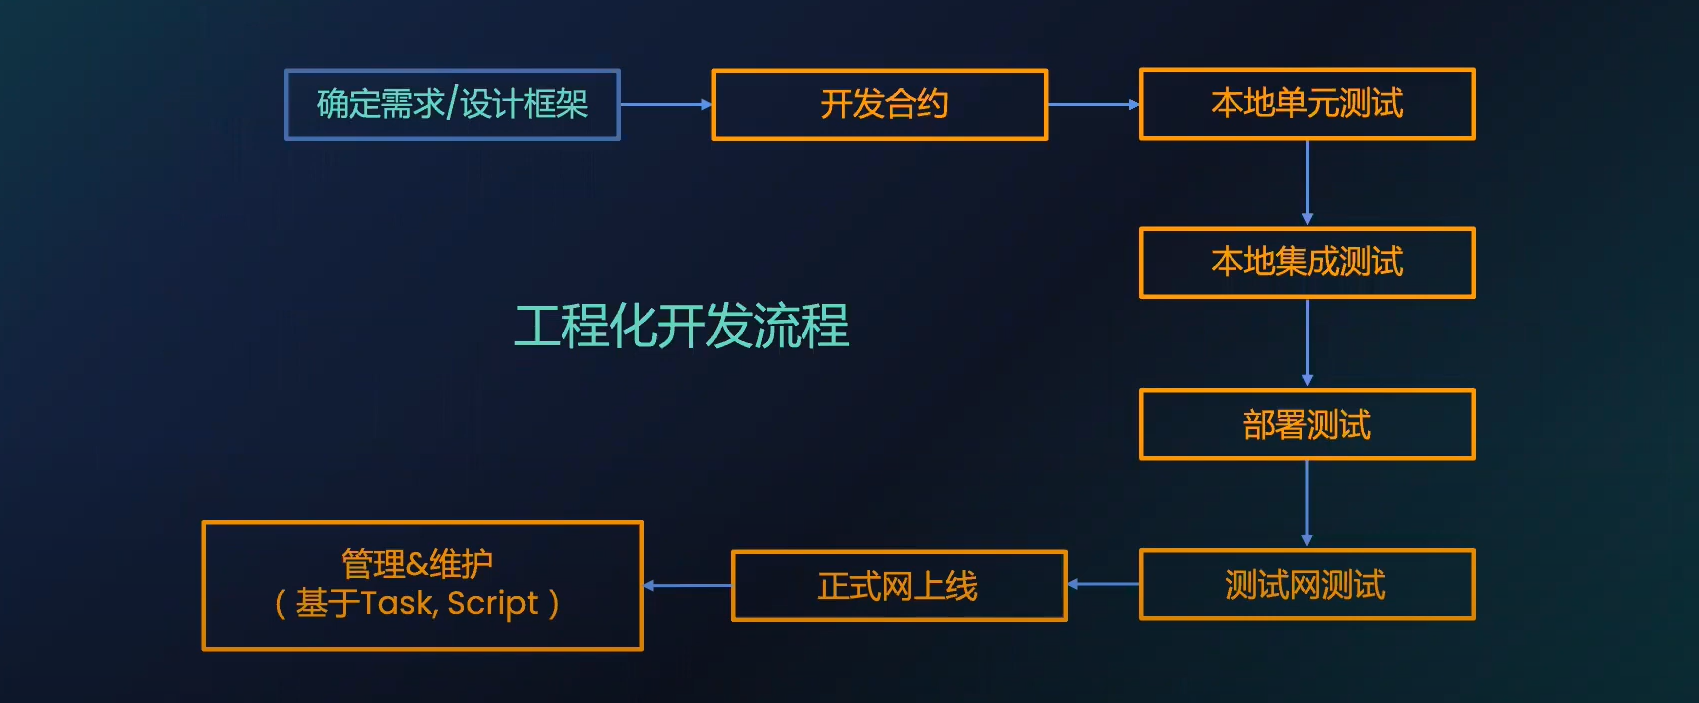 确定需求/设计框架
开发合约
本地单元测试
本地集成测试
工程化开发流程
部署测试
测试网测试
正式网上线
管理&维护
( 基于Task, Script )